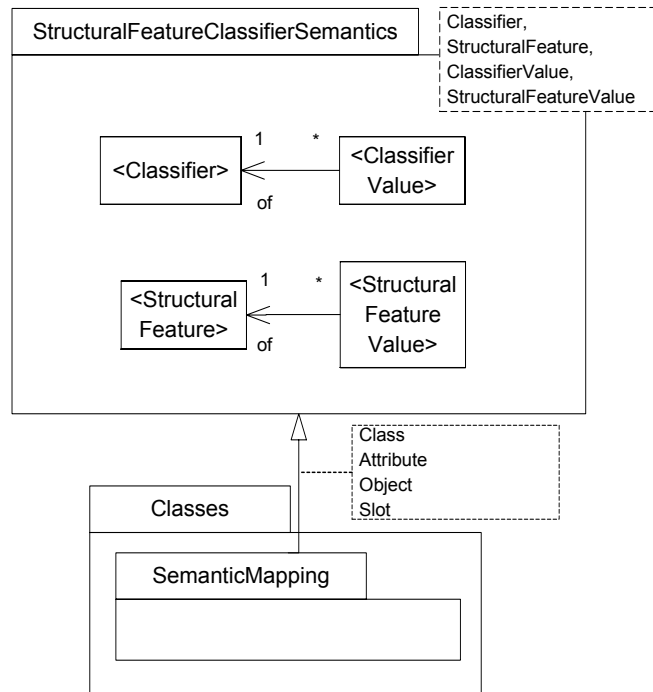 StructuralFeatureClassifierSemantics
Classifier,
StructuralFeature,
ClassifierValue,
StructuralFeatureValue
1
*
<Classifier>
<Classifier
Value>
of
1
*
<Structural
Feature>
<Structural
Feature
Value>
of
Class
Attribute
Object
Slot
Classes
SemanticMapping